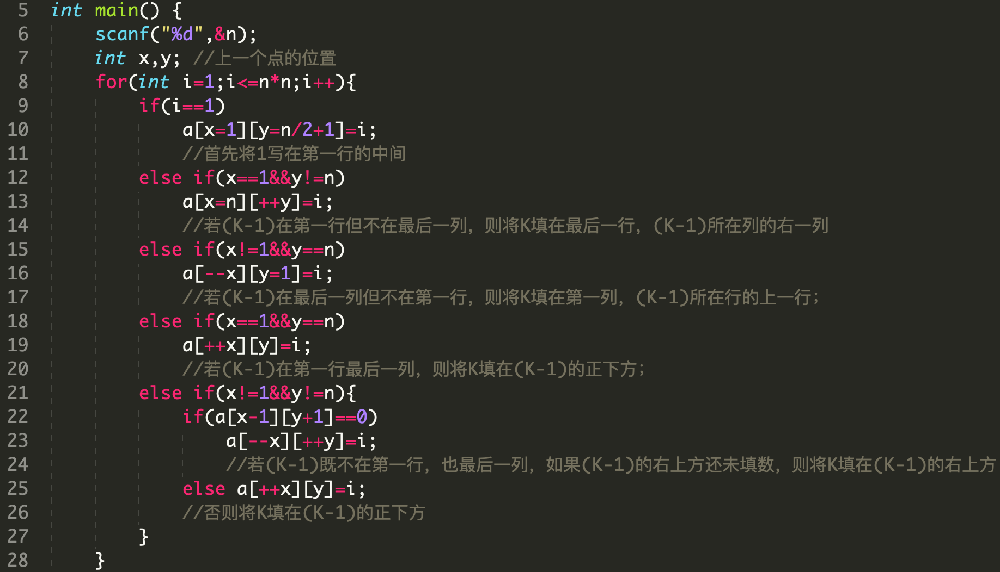 5 int main() {
6 scanf("%d",&n);
7 int x,y; //上一个点的位置
8 for(int i=1;i<=n*n;i++){
9 if(i==1)
10 a[x=1][y=n/2+1]=i;
11 //首先将1写在第一行的中间
12 else if(x==1&&y!=n)
13 a[x=n][++y]=i;
14 //若(K-1)在第一行但不在最后一列，则将K填在最后一行，(K-1)所在列的右一列
15 else if(x!=1&&y==n)
16 a[--x][y=1]=i;
17 //若(K-1)在最后一列但不在第一行，则将K填在第一列，(K-1)所在行的上一行；
18 else if(x==1&&y==n)
19 a[++x][y]=i;
20 //若(K-1)在第一行最后一列，则将K填在(K-1)的正下方；
21 else if(x!=1&&y!=n){
22 if(a[x-1][y+1]==0)
23 a[--x][++y]=i;
24 //若(K-1)既不在第一行，也最后一列，如果(K-1)的右上方还未填数，则将K填在(K-1)的右上方
25 else a[++x][y]=i;
26 //否则将K填在(K-1)的正下方
27 }
28 }